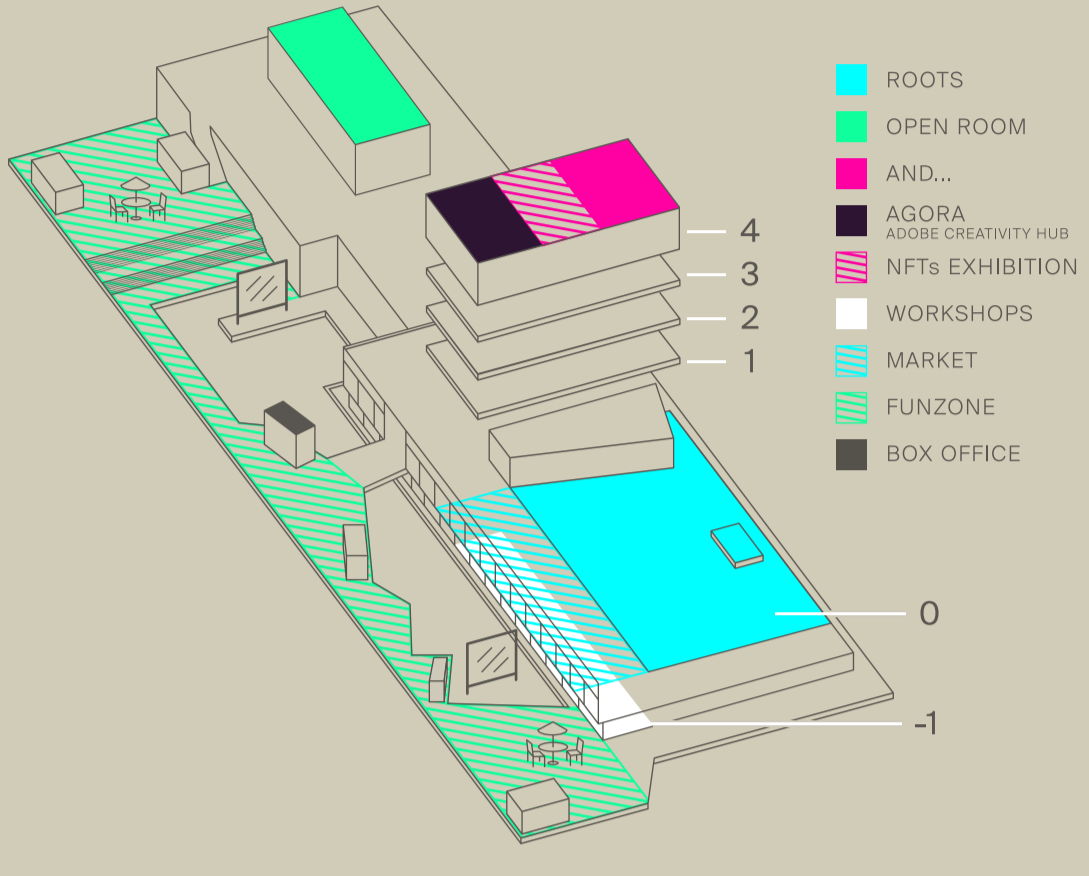 ROOTS
OPEN ROOM
AND...
AGORA
ADOBE CREATIVITY HUB
NFTs EXHIBITION
WORKSHOPS
MARKET
FUNZONE
BOX OFFICE
4
3
2
1
0
-1